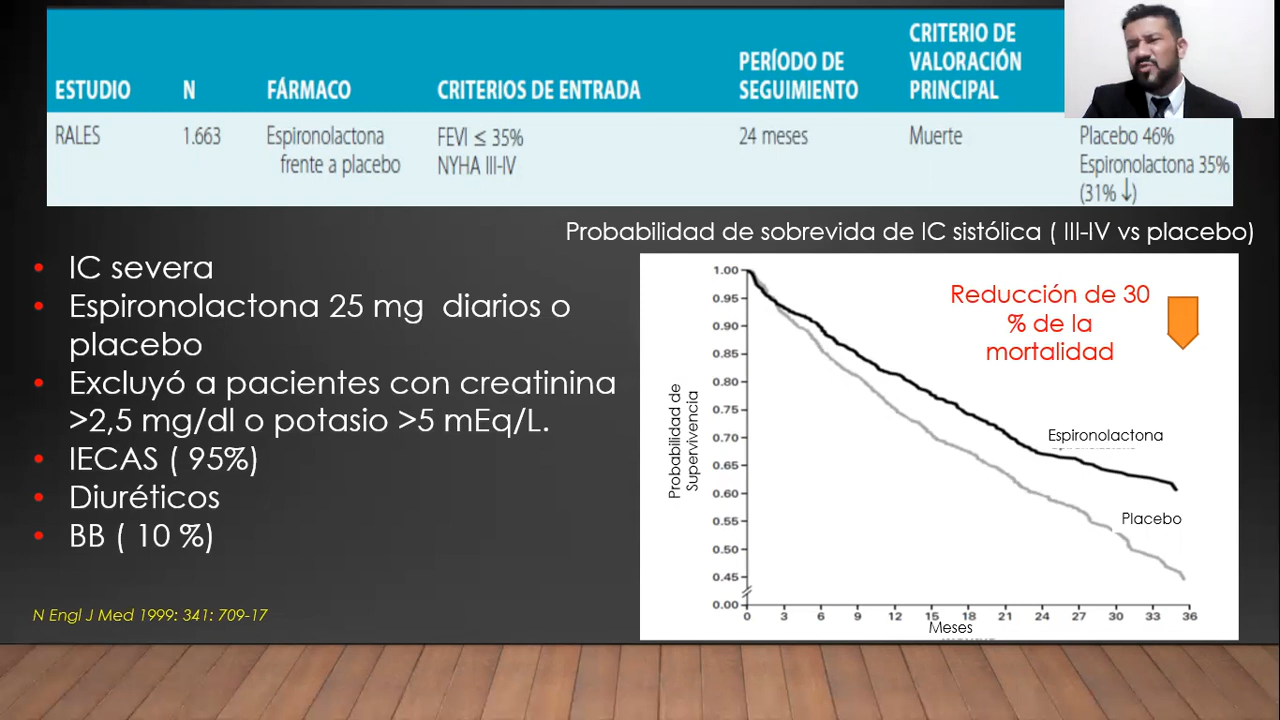 CRITERIO DE
PERÍODO DE VALORACIÓN
ESTUDIO N FÁRMACO CRITERIOS DE ENTRADA SEGUIMIENTO PRINCIPAL
RALES 1.663 Espironolactona FEVI ≤ 35% 24 meses Muerte Placebo 46%
frente a placebo NYHA III-IV Espironolactona 35%
(31% ↓)
Probabilidad de sobrevida de IC sistólica ( III-IV vs placebo)
• IC severa
• Espironolactona 25 mg diarios o
placebo
• Excluyó a pacientes con creatinina
>2,5 mg/dl o potasio >5 mEq/L.
• IECAS ( 95%)
• Diuréticos
• BB ( 10 %)
N Engl J Med 1999: 341: 709-17
Reducción de 30
% de la
mortalidad
Probabilidad de
Supervivencia
1.00
0.95
0.90
0.85
0.80
0.75
0.70
0.65
0.60
0.55
0.50
0.45
0.00
Espironolactona
Placebo
0 3 6 9 12 15 18 21 24 27 30 33 36
Meses